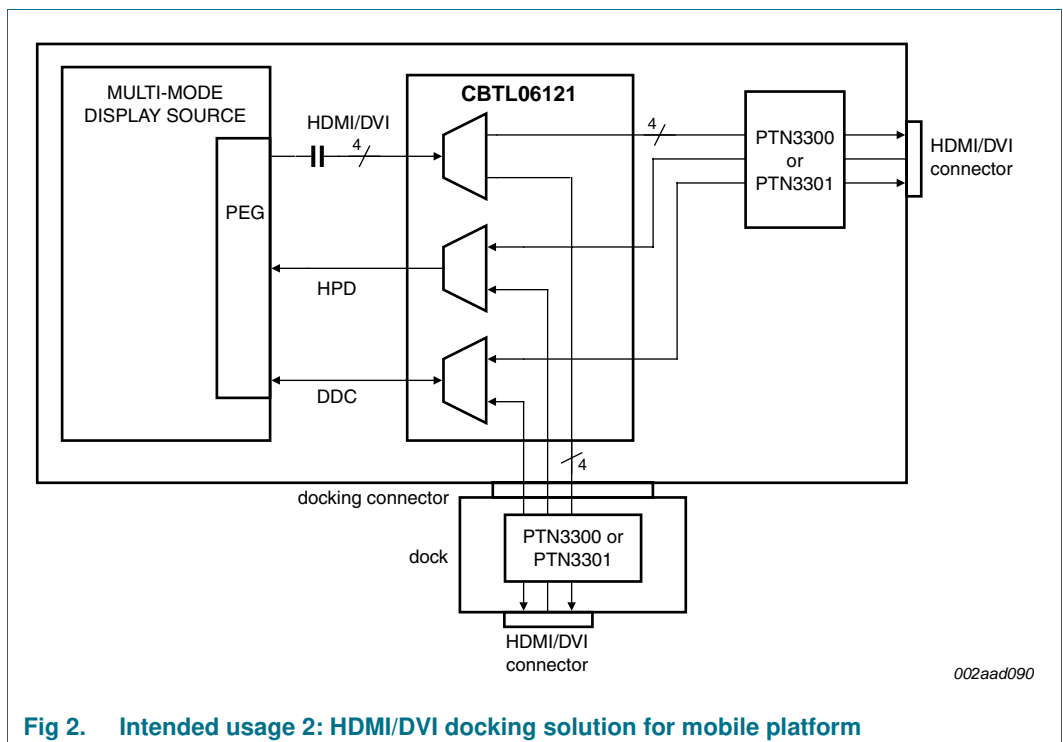 MULTI-MODE
DISPLAY SOURCE
PEG
HDMI/DVI
4
CBTL06121
4
PTN3300
or
PTN3301
HDMI/DVI
connector
HPD
DDC
4
docking connector
dock
PTN3300 or
PTN3301
HDMI/DVI
connector
002aad090
Fig 2. Intended usage 2: HDMI/DVI docking solution for mobile platform